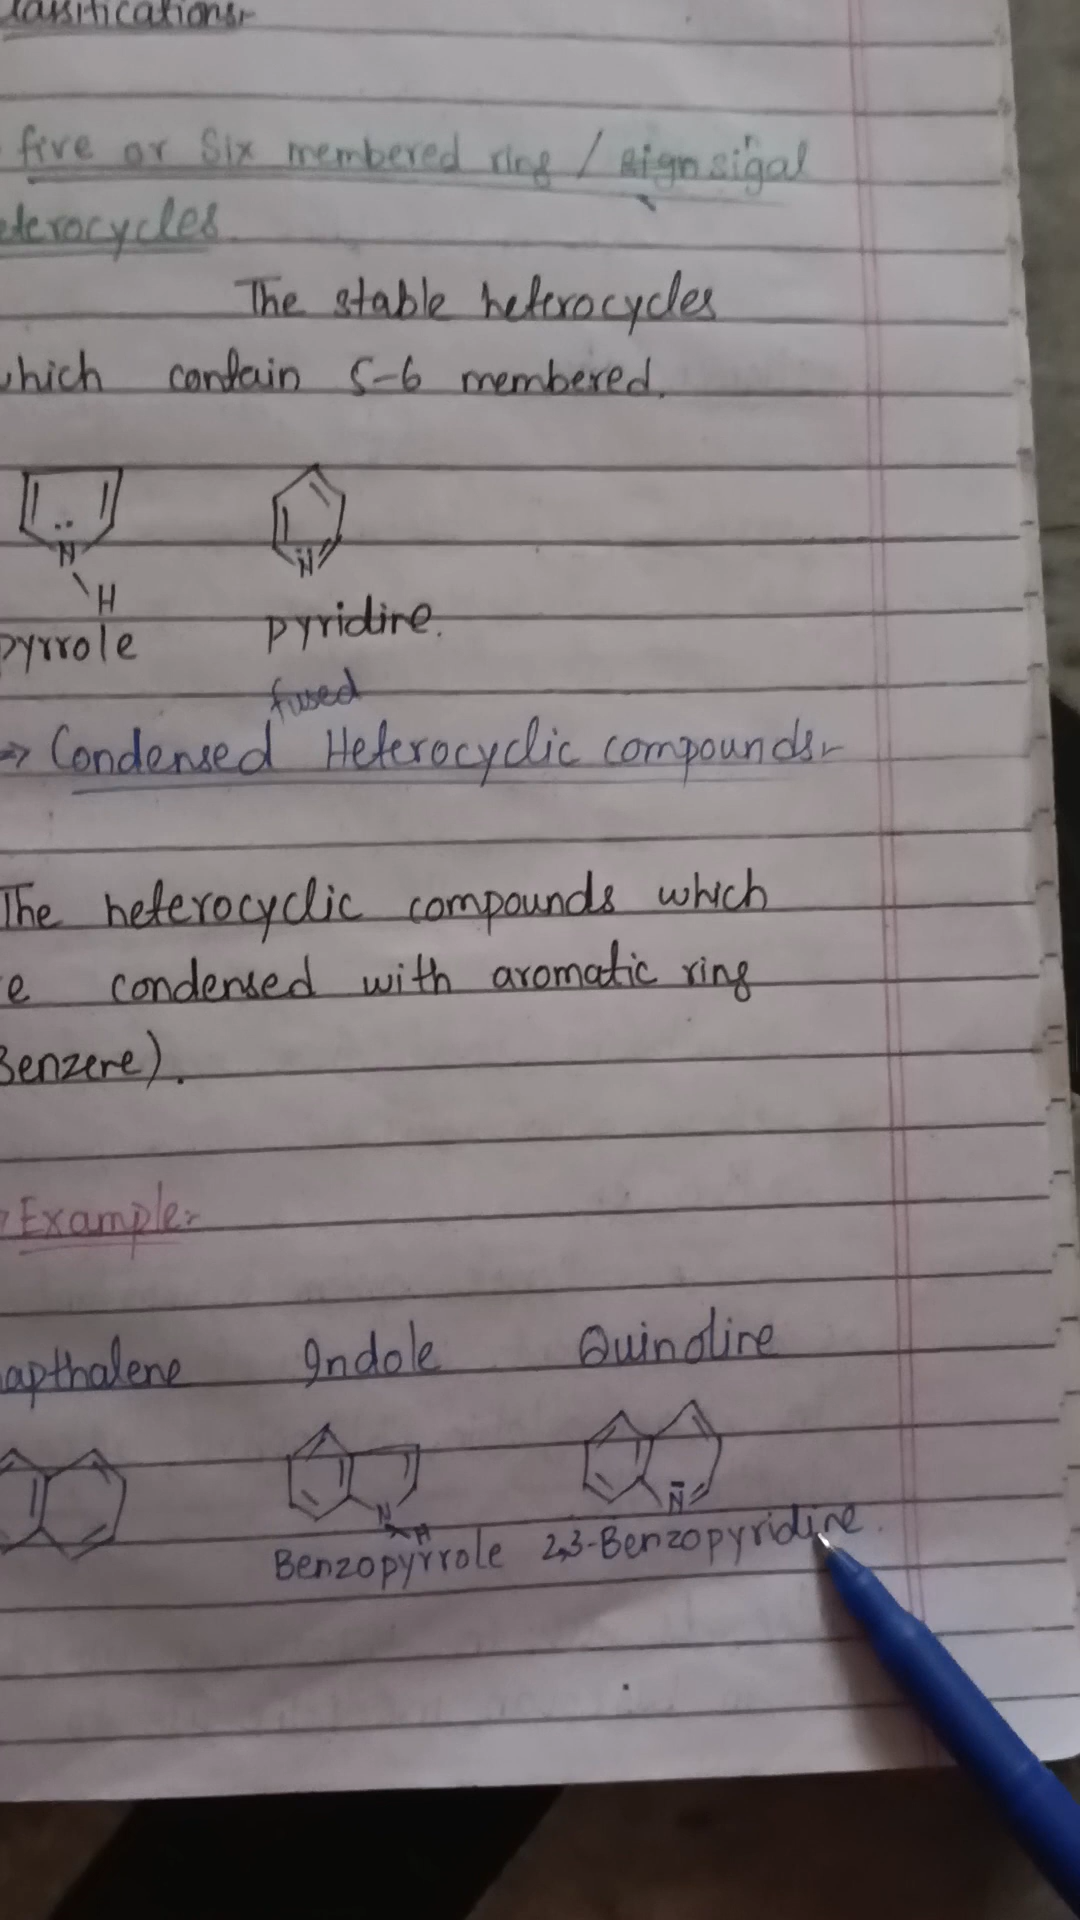 lassifications:-
five or Six membered ring / sigal
eterocycles
The stable heterocycles
which contain 5-6 membered.
N
H
N
pyrrole
pyridine.
fused
⇒ Condensed Heterocyclic compounds:-
The heterocyclic compounds which
e condensed with aromatic ring
Benzene).
Example:-
apthalene Indole Quinoline
N
H
N
Benzopyrrole 2,3-Benzopyridine.